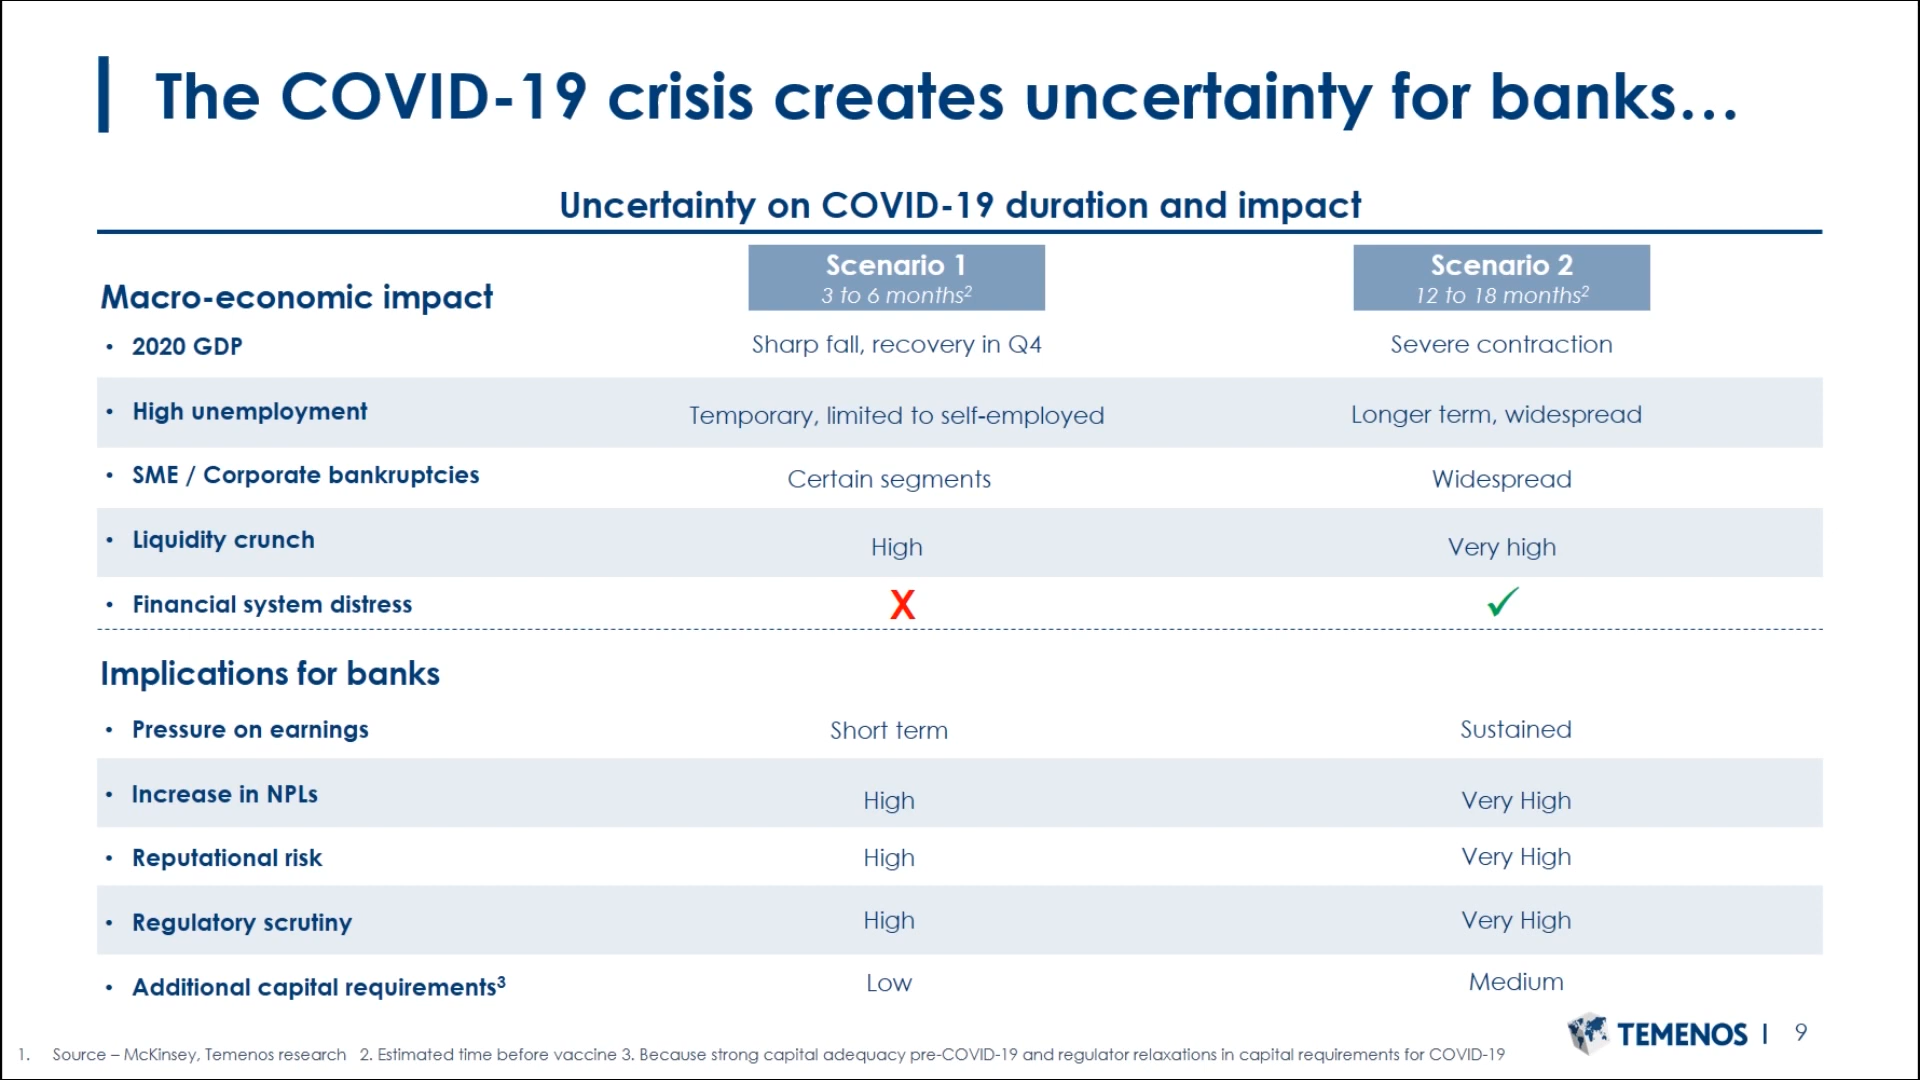 The COVID-19 crisis creates uncertainty for banks…
Uncertainty on COVID-19 duration and impact
Scenario 1
3 to 6 months²
Scenario 2
12 to 18 months²
Macro-economic impact
• 2020 GDP Sharp fall, recovery in Q4 Severe contraction
• High unemployment Temporary, limited to self-employed Longer term, widespread
• SME / Corporate bankruptcies Certain segments Widespread
• Liquidity crunch High Very high
• Financial system distress X ✓
Implications for banks
• Pressure on earnings Short term Sustained
• Increase in NPLs High Very High
• Reputational risk High Very High
• Regulatory scrutiny High Very High
• Additional capital requirements³ Low Medium
TEMENOS | 9
1. Source – McKinsey, Temenos research 2. Estimated time before vaccine 3. Because strong capital adequacy pre-COVID-19 and regulator relaxations in capital requirements for COVID-19